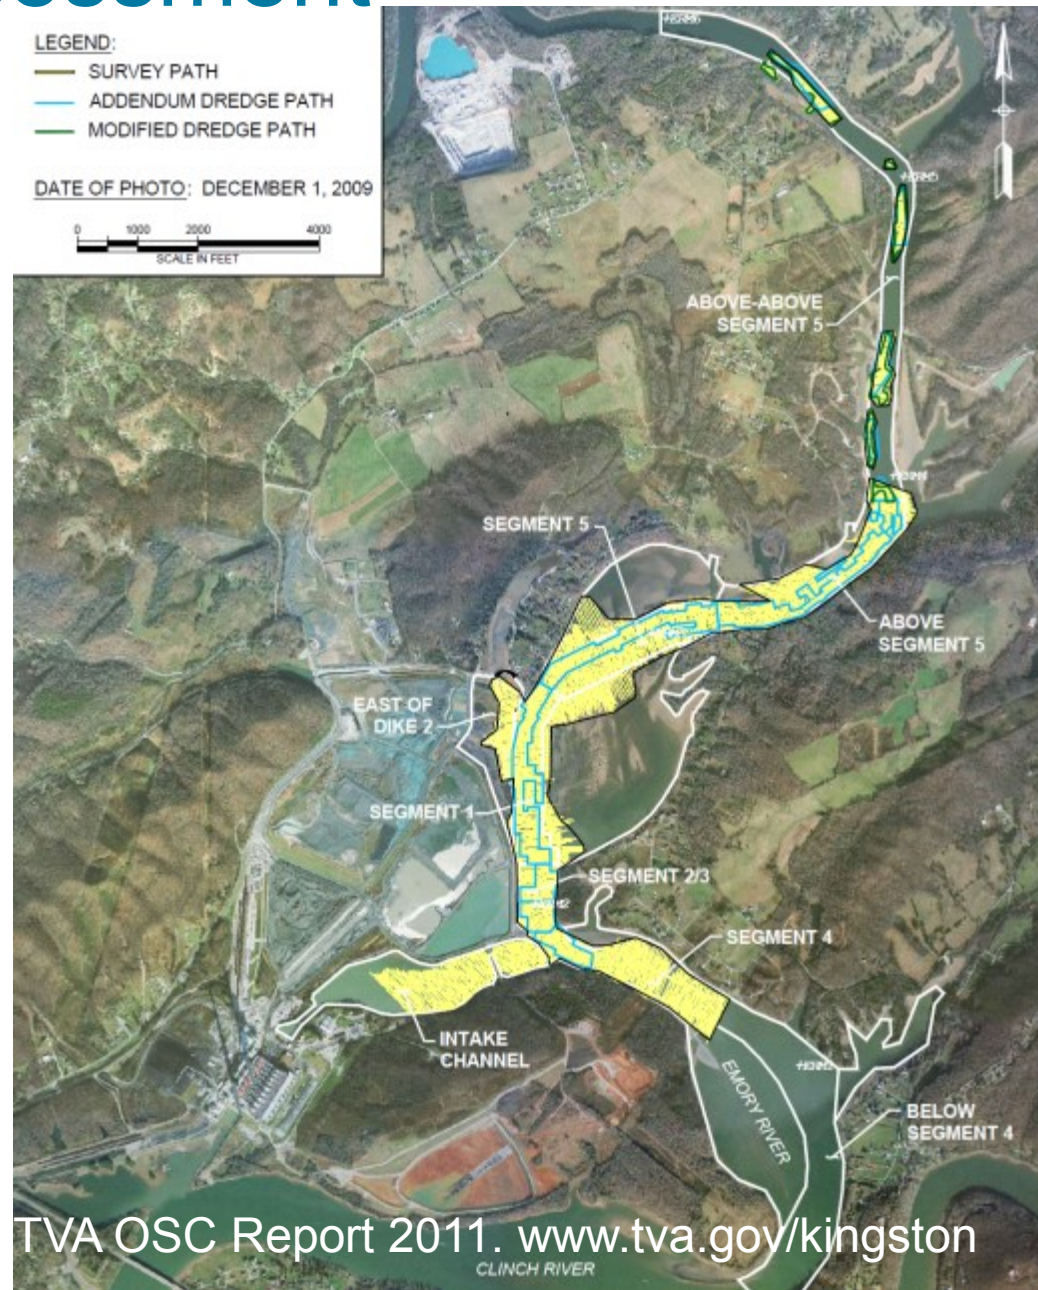 LEGEND:
SURVEY PATH
ADDENDUM DREDGE PATH
MODIFIED DREDGE PATH
DATE OF PHOTO: DECEMBER 1, 2009
0 1000 2000 4000
SCALE IN FEET
ABOVE-ABOVE
SEGMENT 5
SEGMENT 5
ABOVE
SEGMENT 5
EAST OF
DIKE 2
SEGMENT 1
SEGMENT 2/3
SEGMENT 4
INTAKE
CHANNEL
EMORY RIVER
BELOW
SEGMENT 4
TVA OSC Report 2011. www.tva.gov/kingston
CLINCH RIVER